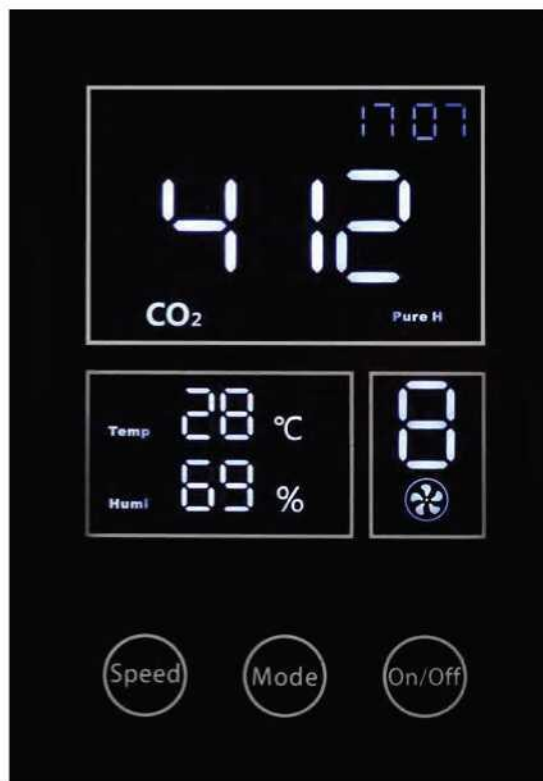 1707
412
CO₂ Pure H
Temp 28 °C
Humi 69 %
8
Speed Mode On/Off